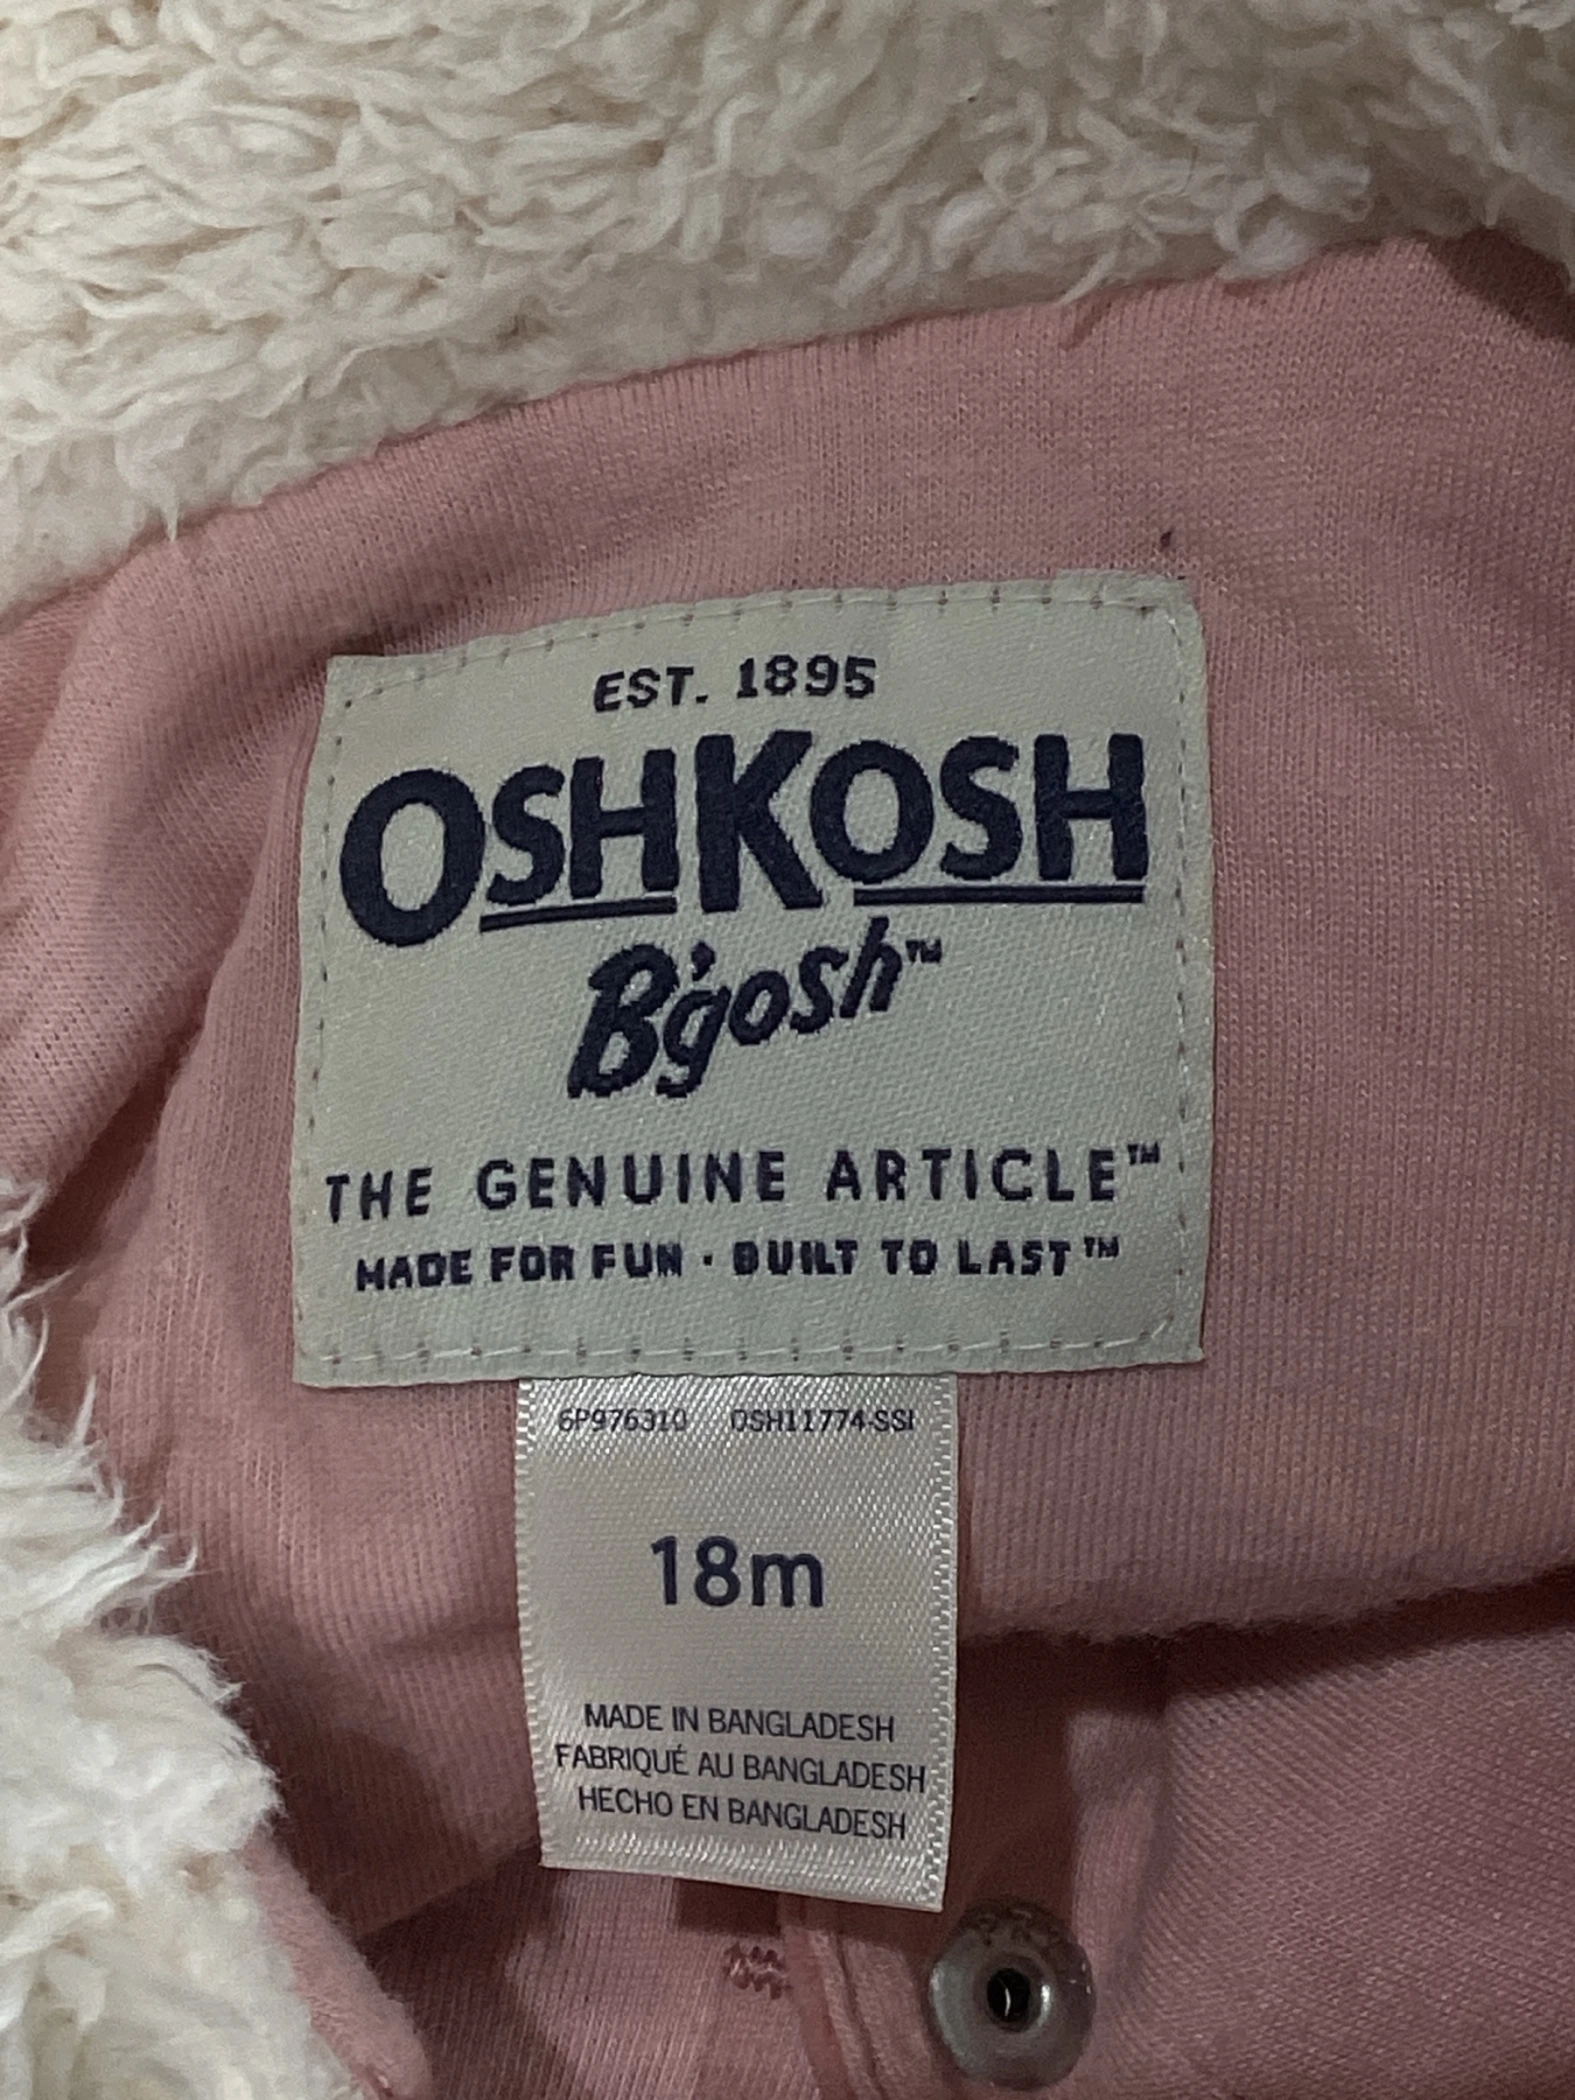 EST. 1895
OSHKOSH
B'gosh™
THE GENUINE ARTICLE™
MADE FOR FUN · BUILT TO LAST™
6P976310 OSH11774-SSI
18m
MADE IN BANGLADESH
FABRIQUÉ AU BANGLADESH
HECHO EN BANGLADESH